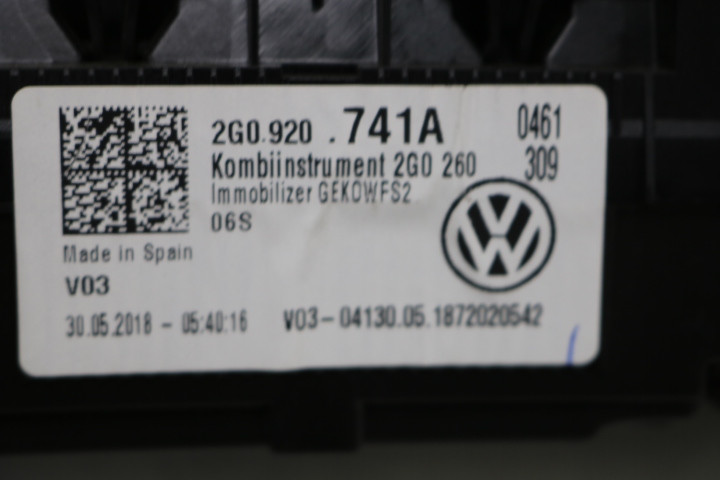 2G0.920 .741A 0461
Kombiinstrument 2G0 260 309
Immobilizer GEKOWFS2
06S
Made in Spain
V03
30.05.2018 - 05:40:16 V03-04130.05.1872020542